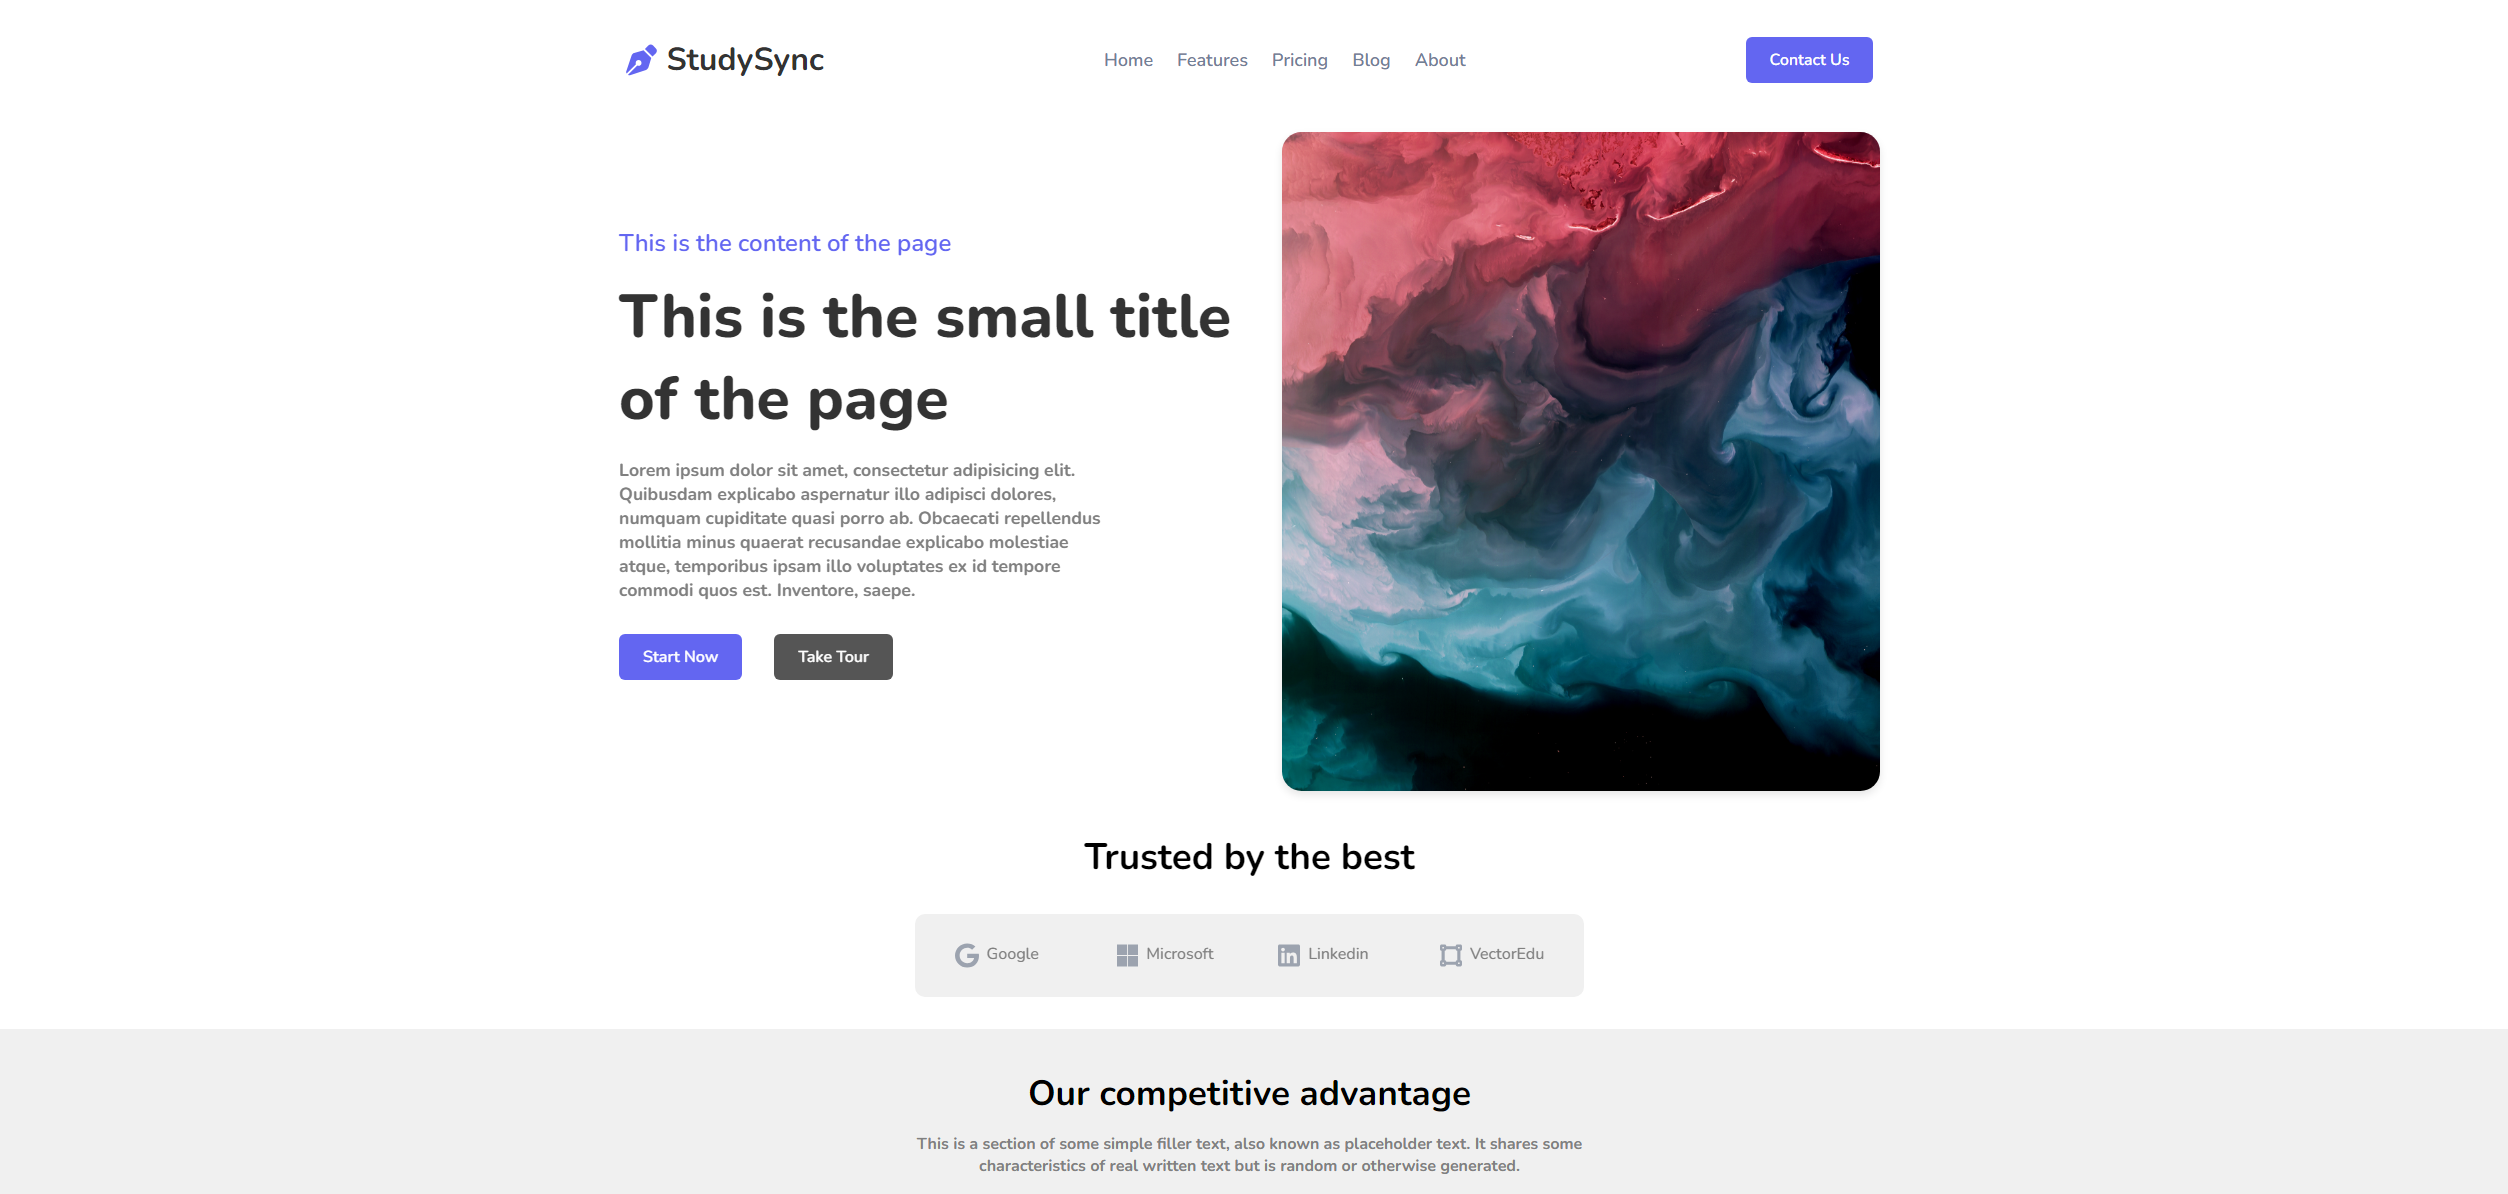 StudySync
Home Features Pricing Blog About
Contact Us
This is the content of the page
This is the small title
of the page
Lorem ipsum dolor sit amet, consectetur adipisicing elit.
Quibusdam explicabo aspernatur illo adipisci dolores,
numquam cupiditate quasi porro ab. Obcaecati repellendus
mollitia minus quaerat recusandae explicabo molestiae
atque, temporibus ipsam illo voluptates ex id tempore
commodi quos est. Inventore, saepe.
Start Now Take Tour
Trusted by the best
Google Microsoft Linkedin VectorEdu
Our competitive advantage
This is a section of some simple filler text, also known as placeholder text. It shares some
characteristics of real written text but is random or otherwise generated.